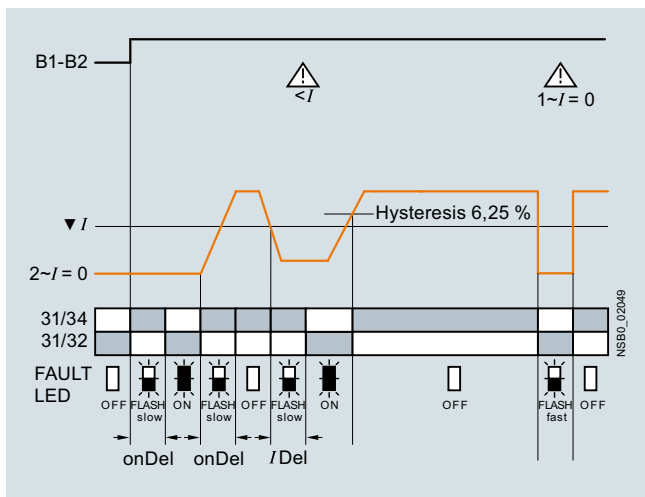 B1-B2
<I
1~I = 0
▼ I
Hysteresis 6,25 %
2~I = 0
31/34
31/32
NSB0_02049
FAULT
LED
OFF FLASH ON FLASH OFF FLASH ON OFF FLASH OFF
slow slow slow fast
onDel onDel I Del